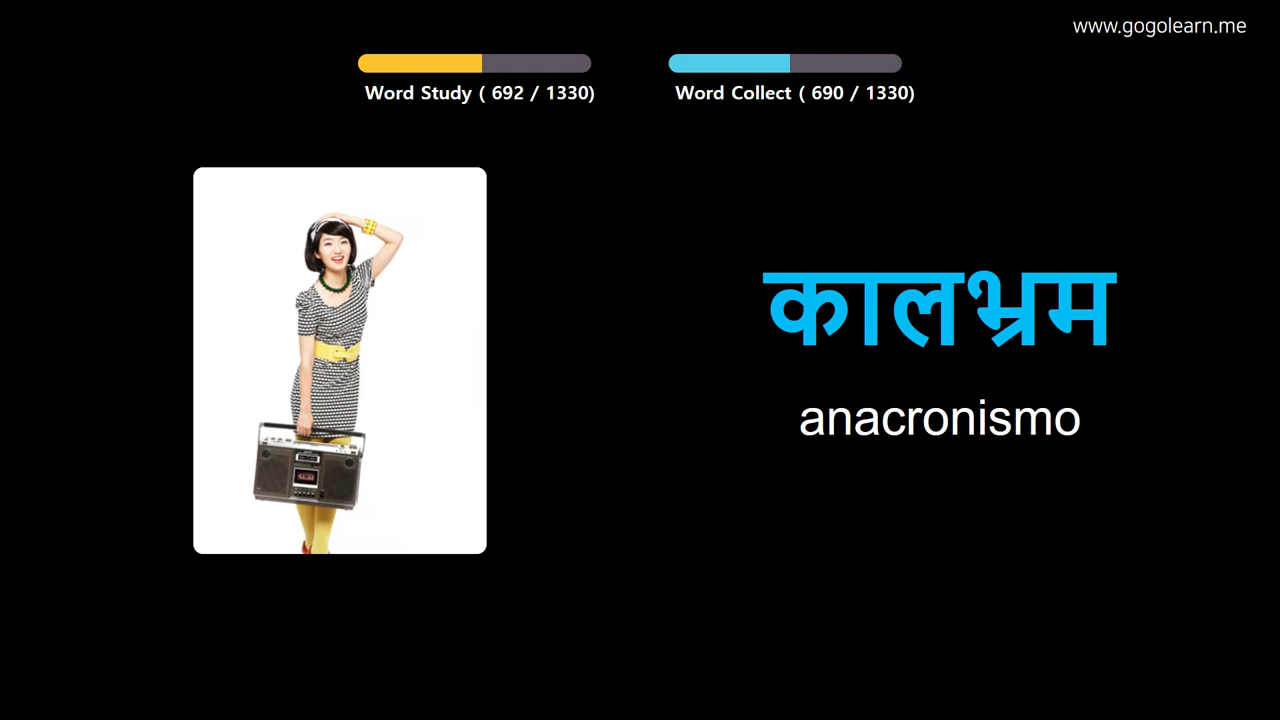 www.gogolearn.me
Word Study ( 692 / 1330)
Word Collect ( 690 / 1330)
कालभ्रम
anacronismo